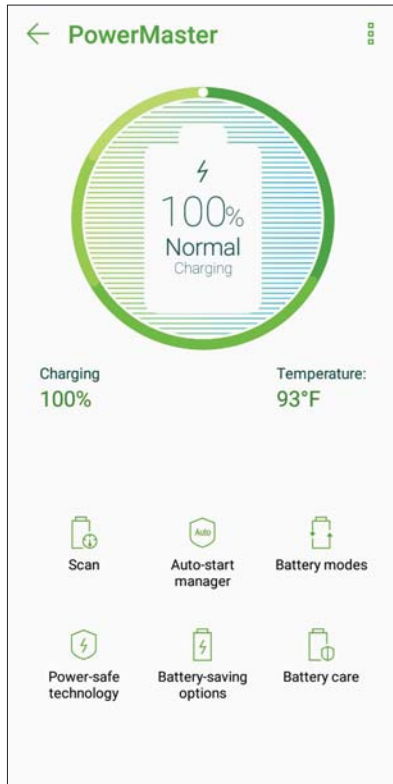 PowerMaster
100%
Normal
Charging
Charging
100%
Temperature:
93°F
Scan
Auto
Auto-start
manager
Battery modes
Power-safe
technology
Battery-saving
options
Battery care